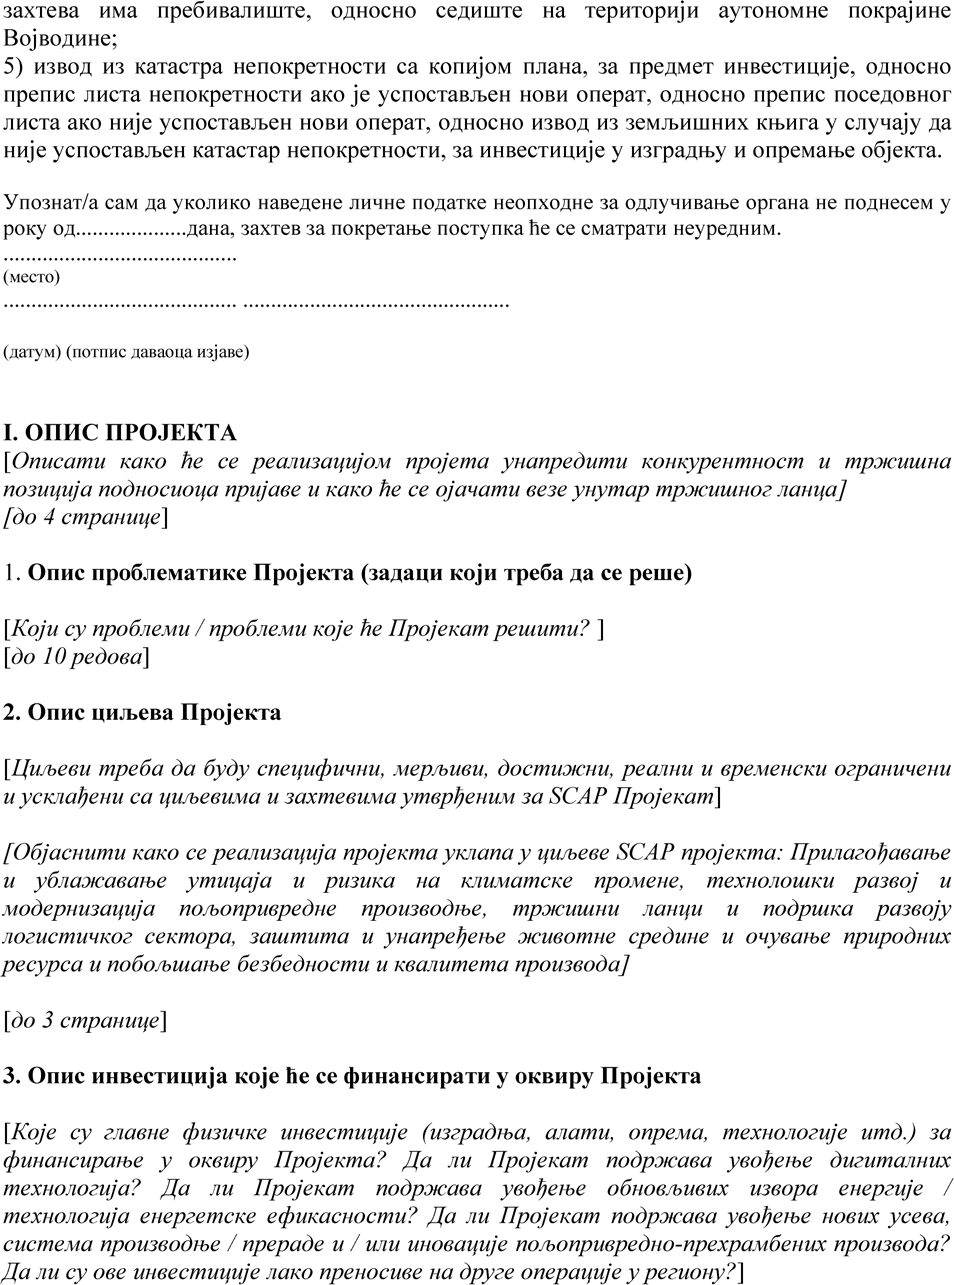 захтева има пребивалиште, односно седиште на територији аутономне покрајине
Војводине;
5) извод из катастра непокретности са копијом плана, за предмет инвестиције, односно
препис листа непокретности ако је успостављен нови операт, односно препис поседовног
листа ако није успостављен нови операт, односно извод из земљишних књига у случају да
није успостављен катастар непокретности, за инвестиције у изградњу и опремање објекта.
Упознат/а сам да уколико наведене личне податке неопходне за одлучивање органа не поднесем у
року од....................дана, захтев за покретање поступка ће се сматрати неуредним.
..........................................
(место)
.......................................... ................................................
(датум) (потпис даваоца изјаве)
I. ОПИС ПРОЈЕКТА
[Описати како ће се реализацијом пројета унапредити конкурентност и тржишна
позиција подносиоца пријаве и како ће се ојачати везе унутар тржишног ланца]
[до 4 странице]
1. Опис проблематике Пројекта (задаци који треба да се реше)
[Који су проблеми / проблеми које ће Пројекат решити? ]
[до 10 редова]
2. Опис циљева Пројекта
[Циљеви треба да буду специфични, мерљиви, достижни, реални и временски ограничени
и усклађени са циљевима и захтевима утврђеним за SCAP Пројекат]
[Објаснити како се реализација пројекта уклапа у циљеве SCAP пројекта: Прилагођавање
и ублажавање утицаја и ризика на климатске промене, технолошки развој и
модернизација пољопривредне производње, тржишни ланци и подршка развоју
логистичког сектора, заштита и унапређење животне средине и очување природних
ресурса и побољшање безбедности и квалитета производа]
[до 3 странице]
3. Опис инвестиција које ће се финансирати у оквиру Пројекта
[Које су главне физичке инвестиције (изградња, алати, опрема, технологије итд.) за
финансирање у оквиру Пројекта? Да ли Пројекат подржава увођење дигиталних
технологија? Да ли Пројекат подржава увођење обновљивих извора енергије /
технологија енергетске ефикасности? Да ли Пројекат подржава увођење нових усева,
система производње / прераде и / или иновације пољопривредно-прехрамбених производа?
Да ли су ове инвестиције лако преносиве на друге операције у региону?]